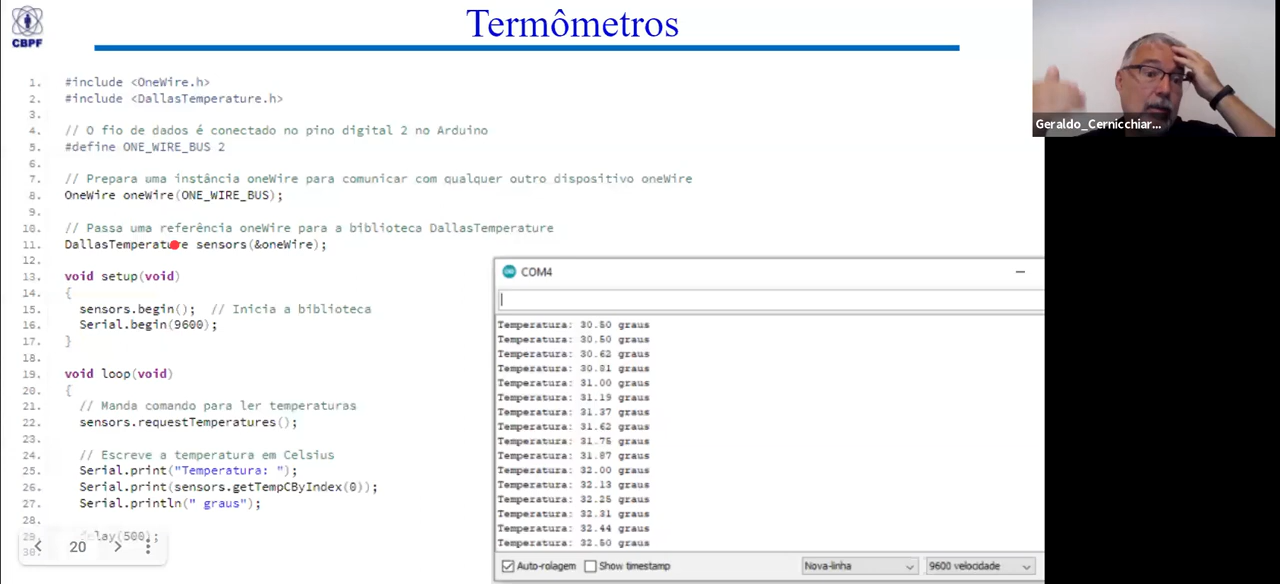 CBPF
Termômetros
1. #include <OneWire.h>
2. #include <DallasTemperature.h>
3.
4. // O fio de dados é conectado no pino digital 2 no Arduino
5. #define ONE_WIRE_BUS 2
6.
7. // Prepara uma instância oneWire para comunicar com qualquer outro dispositivo oneWire
8. OneWire oneWire(ONE_WIRE_BUS);
9.
10. // Passa uma referência oneWire para a biblioteca DallasTemperature
11. DallasTemperature sensors(&oneWire);
12.
13. void setup(void)
14. {
15. sensors.begin(); // Inicia a biblioteca
16. Serial.begin(9600);
17. }
18.
19. void loop(void)
20. {
21. // Manda comando para ler temperaturas
22. sensors.requestTemperatures();
23.
24. // Escreve a temperatura em Celsius
25. Serial.print("Temperatura: ");
26. Serial.print(sensors.getTempCByIndex(0));
27. Serial.println(" graus");
28.
29. delay(500);
30.
20
COM4
Temperatura: 30.50 graus
Temperatura: 30.50 graus
Temperatura: 30.62 graus
Temperatura: 30.81 graus
Temperatura: 31.00 graus
Temperatura: 31.19 graus
Temperatura: 31.37 graus
Temperatura: 31.62 graus
Temperatura: 31.75 graus
Temperatura: 31.87 graus
Temperatura: 32.00 graus
Temperatura: 32.13 graus
Temperatura: 32.25 graus
Temperatura: 32.31 graus
Temperatura: 32.44 graus
Temperatura: 32.50 graus
Auto-rolagem Show timestamp Nova-linha 9600 velocidade
Geraldo_Cernicchiar...